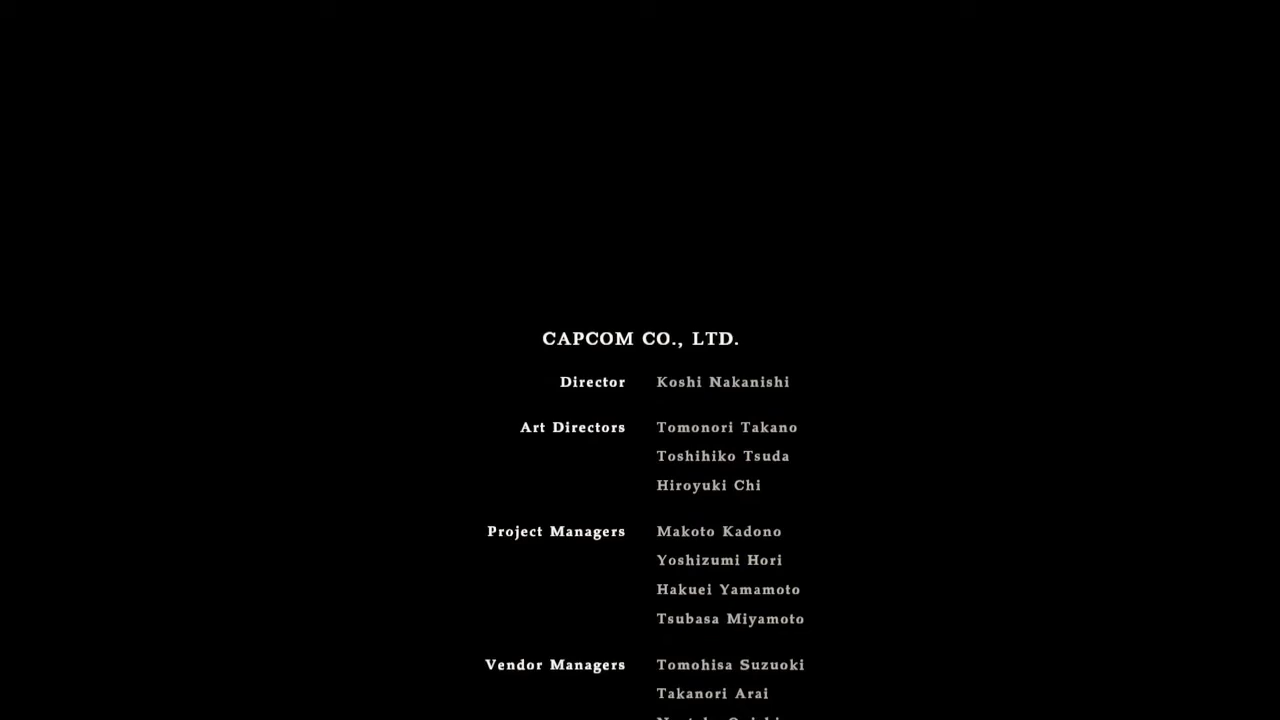 CAPCOM CO., LTD.
Director Koshi Nakanishi
Art Directors Tomonori Takano
Toshihiko Tsuda
Hiroyuki Chi
Project Managers Makoto Kadono
Yoshizumi Hori
Hakuei Yamamoto
Tsubasa Miyamoto
Vendor Managers Tomohisa Suzuoki
Takanori Arai